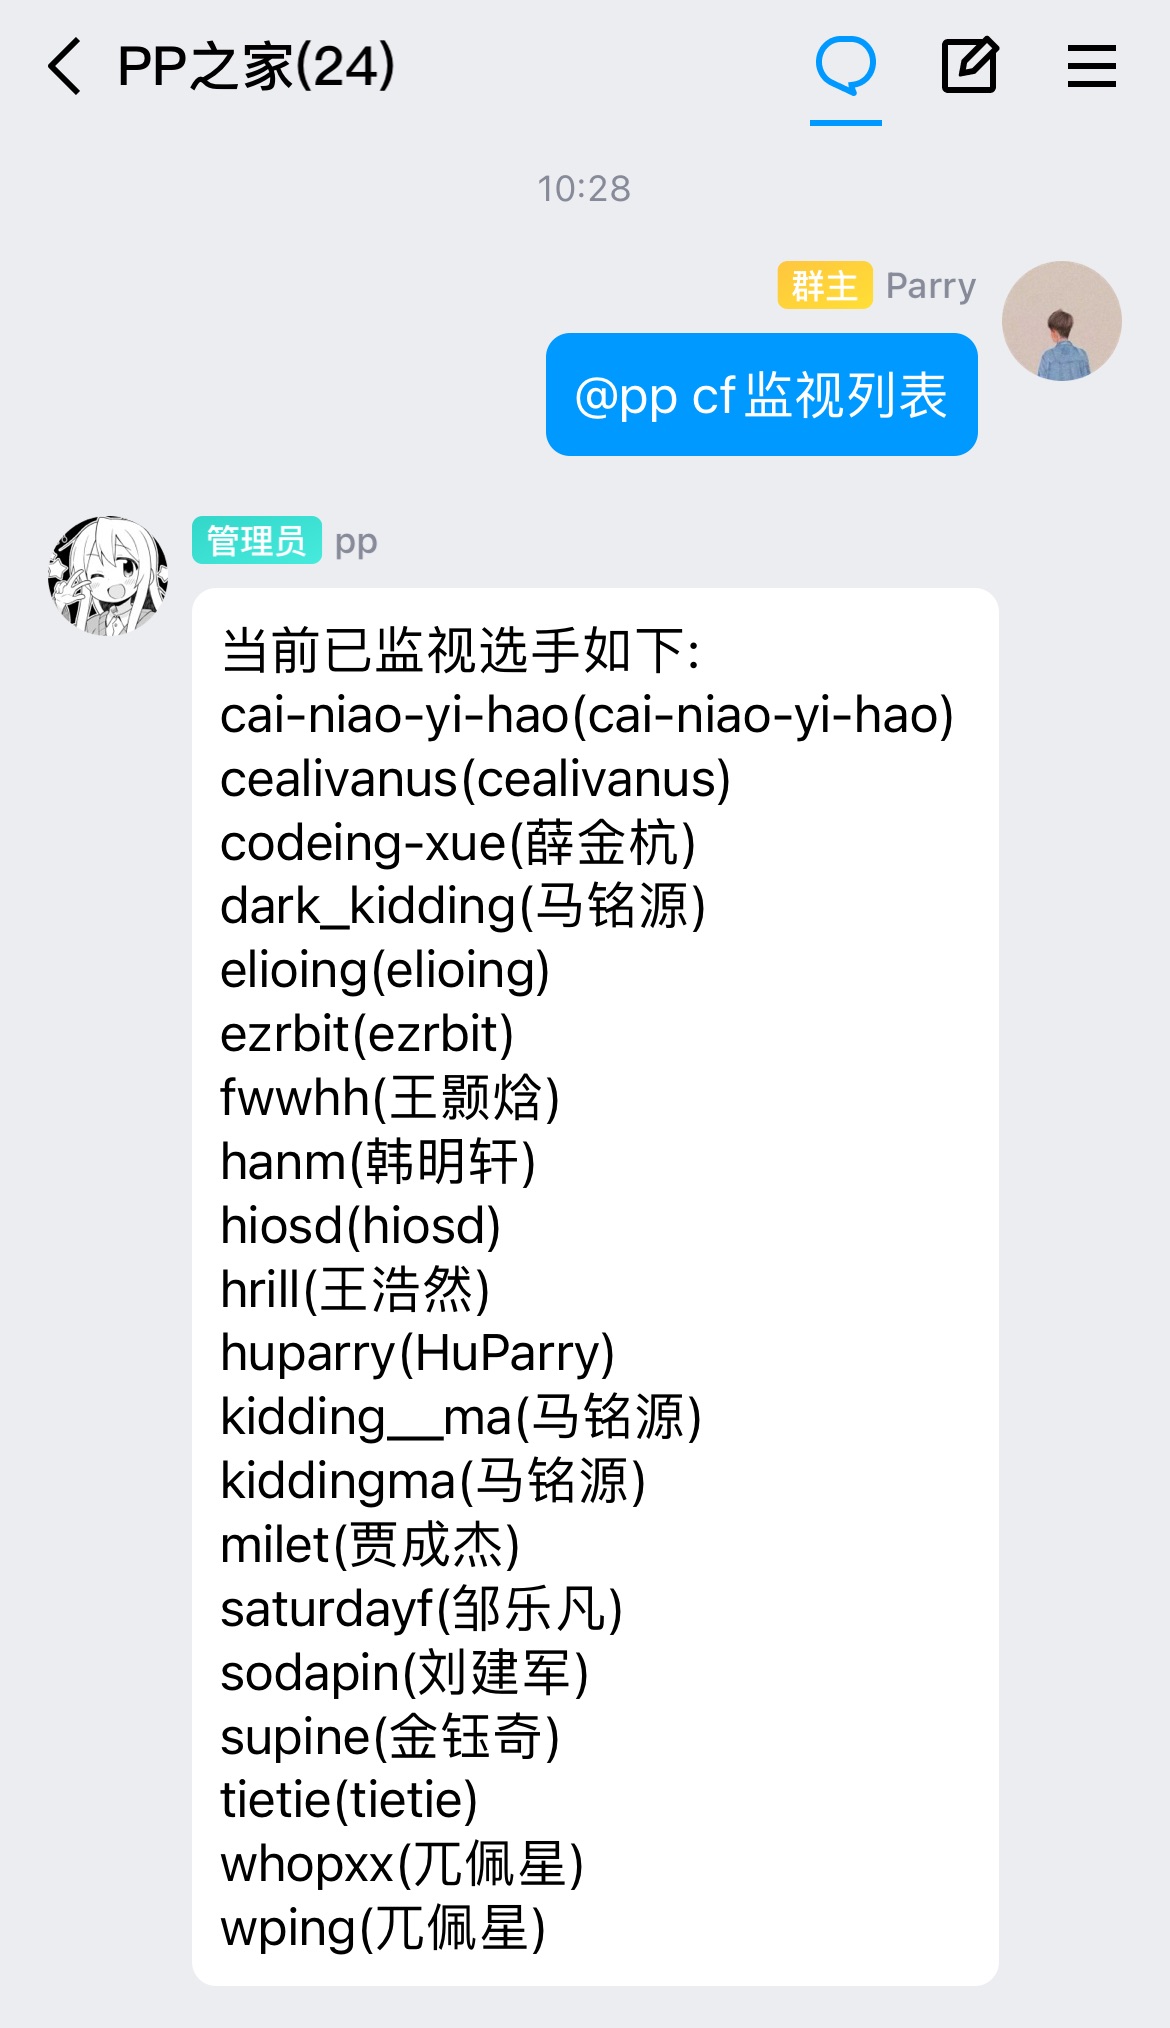 PP之家(24)
10:28
群主 Parry
@pp cf监视列表
管理员 pp
当前已监视选手如下:
cai-niao-yi-hao(cai-niao-yi-hao)
cealivanus(cealivanus)
codeing-xue(薛金杭)
dark_kidding(马铭源)
elioing(elioing)
ezrbit(ezrbit)
fwwhh(王颢焓)
hanm(韩明轩)
hiosd(hiosd)
hrill(王浩然)
huparry(HuParry)
kidding__ma(马铭源)
kiddingma(马铭源)
milet(贾成杰)
saturdayf(邹乐凡)
sodapin(刘建军)
supine(金钰奇)
tietie(tietie)
whopxx(兀佩星)
wping(兀佩星)